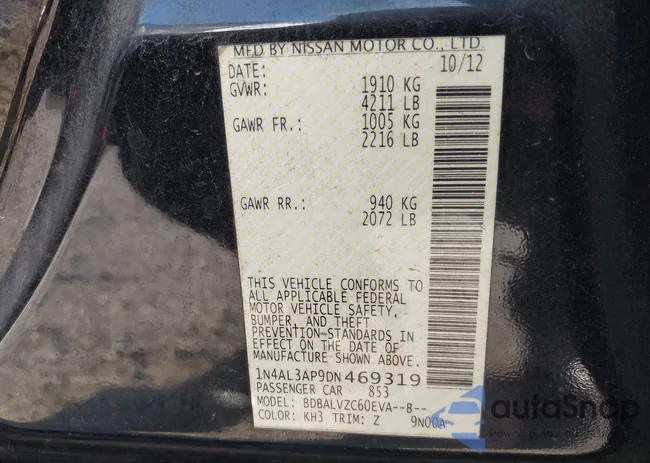 MFD BY NISSAN MOTOR CO., LTD.
DATE: 10/12
GVWR: 1910 KG
4211 LB
GAWR FR.: 1005 KG
2216 LB
GAWR RR.: 940 KG
2072 LB
THIS VEHICLE CONFORMS TO
ALL APPLICABLE FEDERAL
MOTOR VEHICLE SAFETY,
BUMPER, AND THEFT
PREVENTION STANDARDS IN
EFFECT ON THE DATE OF
MANUFACTURE SHOWN ABOVE.
1N4AL3AP9DN469319
PASSENGER CAR 853
MODEL: BDBALVZC60EVA--B--
COLOR: KH3 TRIM: Z 9N00A
autoSnap